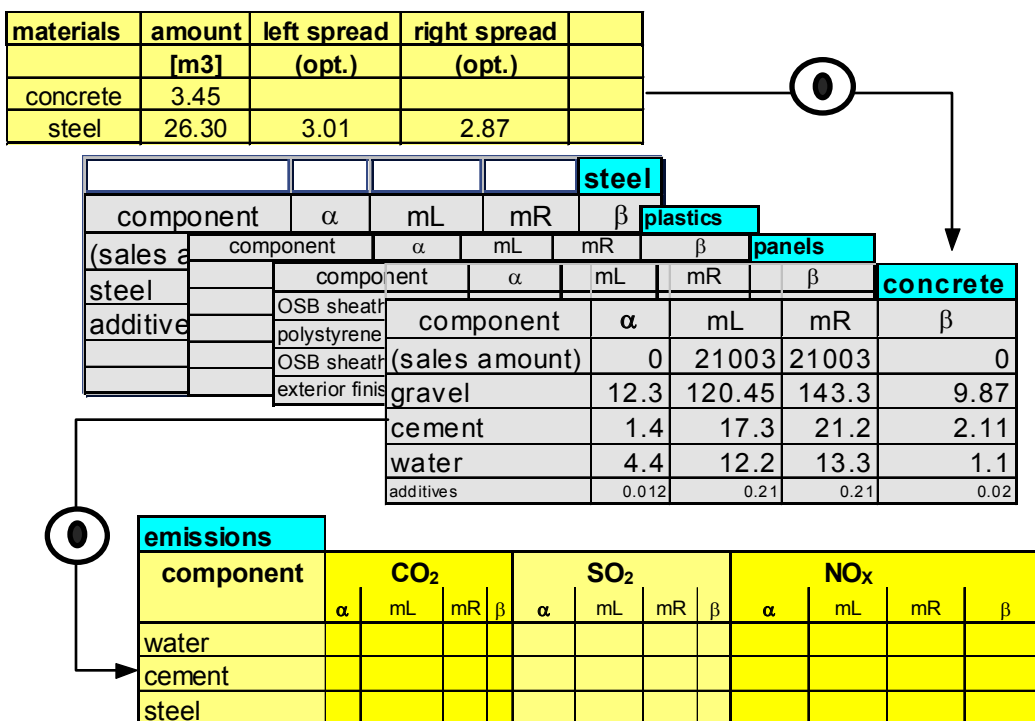 materials amount left spread right spread
[m3] (opt.) (opt.)
concrete 3.45
steel 26.30 3.01 2.87
steel
component α mL mR β
plastics
(sales a
component α mL mR β
panels
steel
component α mL mR β
concrete
additive
OSB sheath
polystyrene
OSB sheath
exterior finis
component α mL mR β
(sales amount) 0 21003 21003 0
gravel 12.3 120.45 143.3 9.87
cement 1.4 17.3 21.2 2.11
water 4.4 12.2 13.3 1.1
additives 0.012 0.21 0.21 0.02
emissions
component CO₂ SO₂ NOₓ
α mL mR β α mL mR β α mL mR β
water
cement
steel